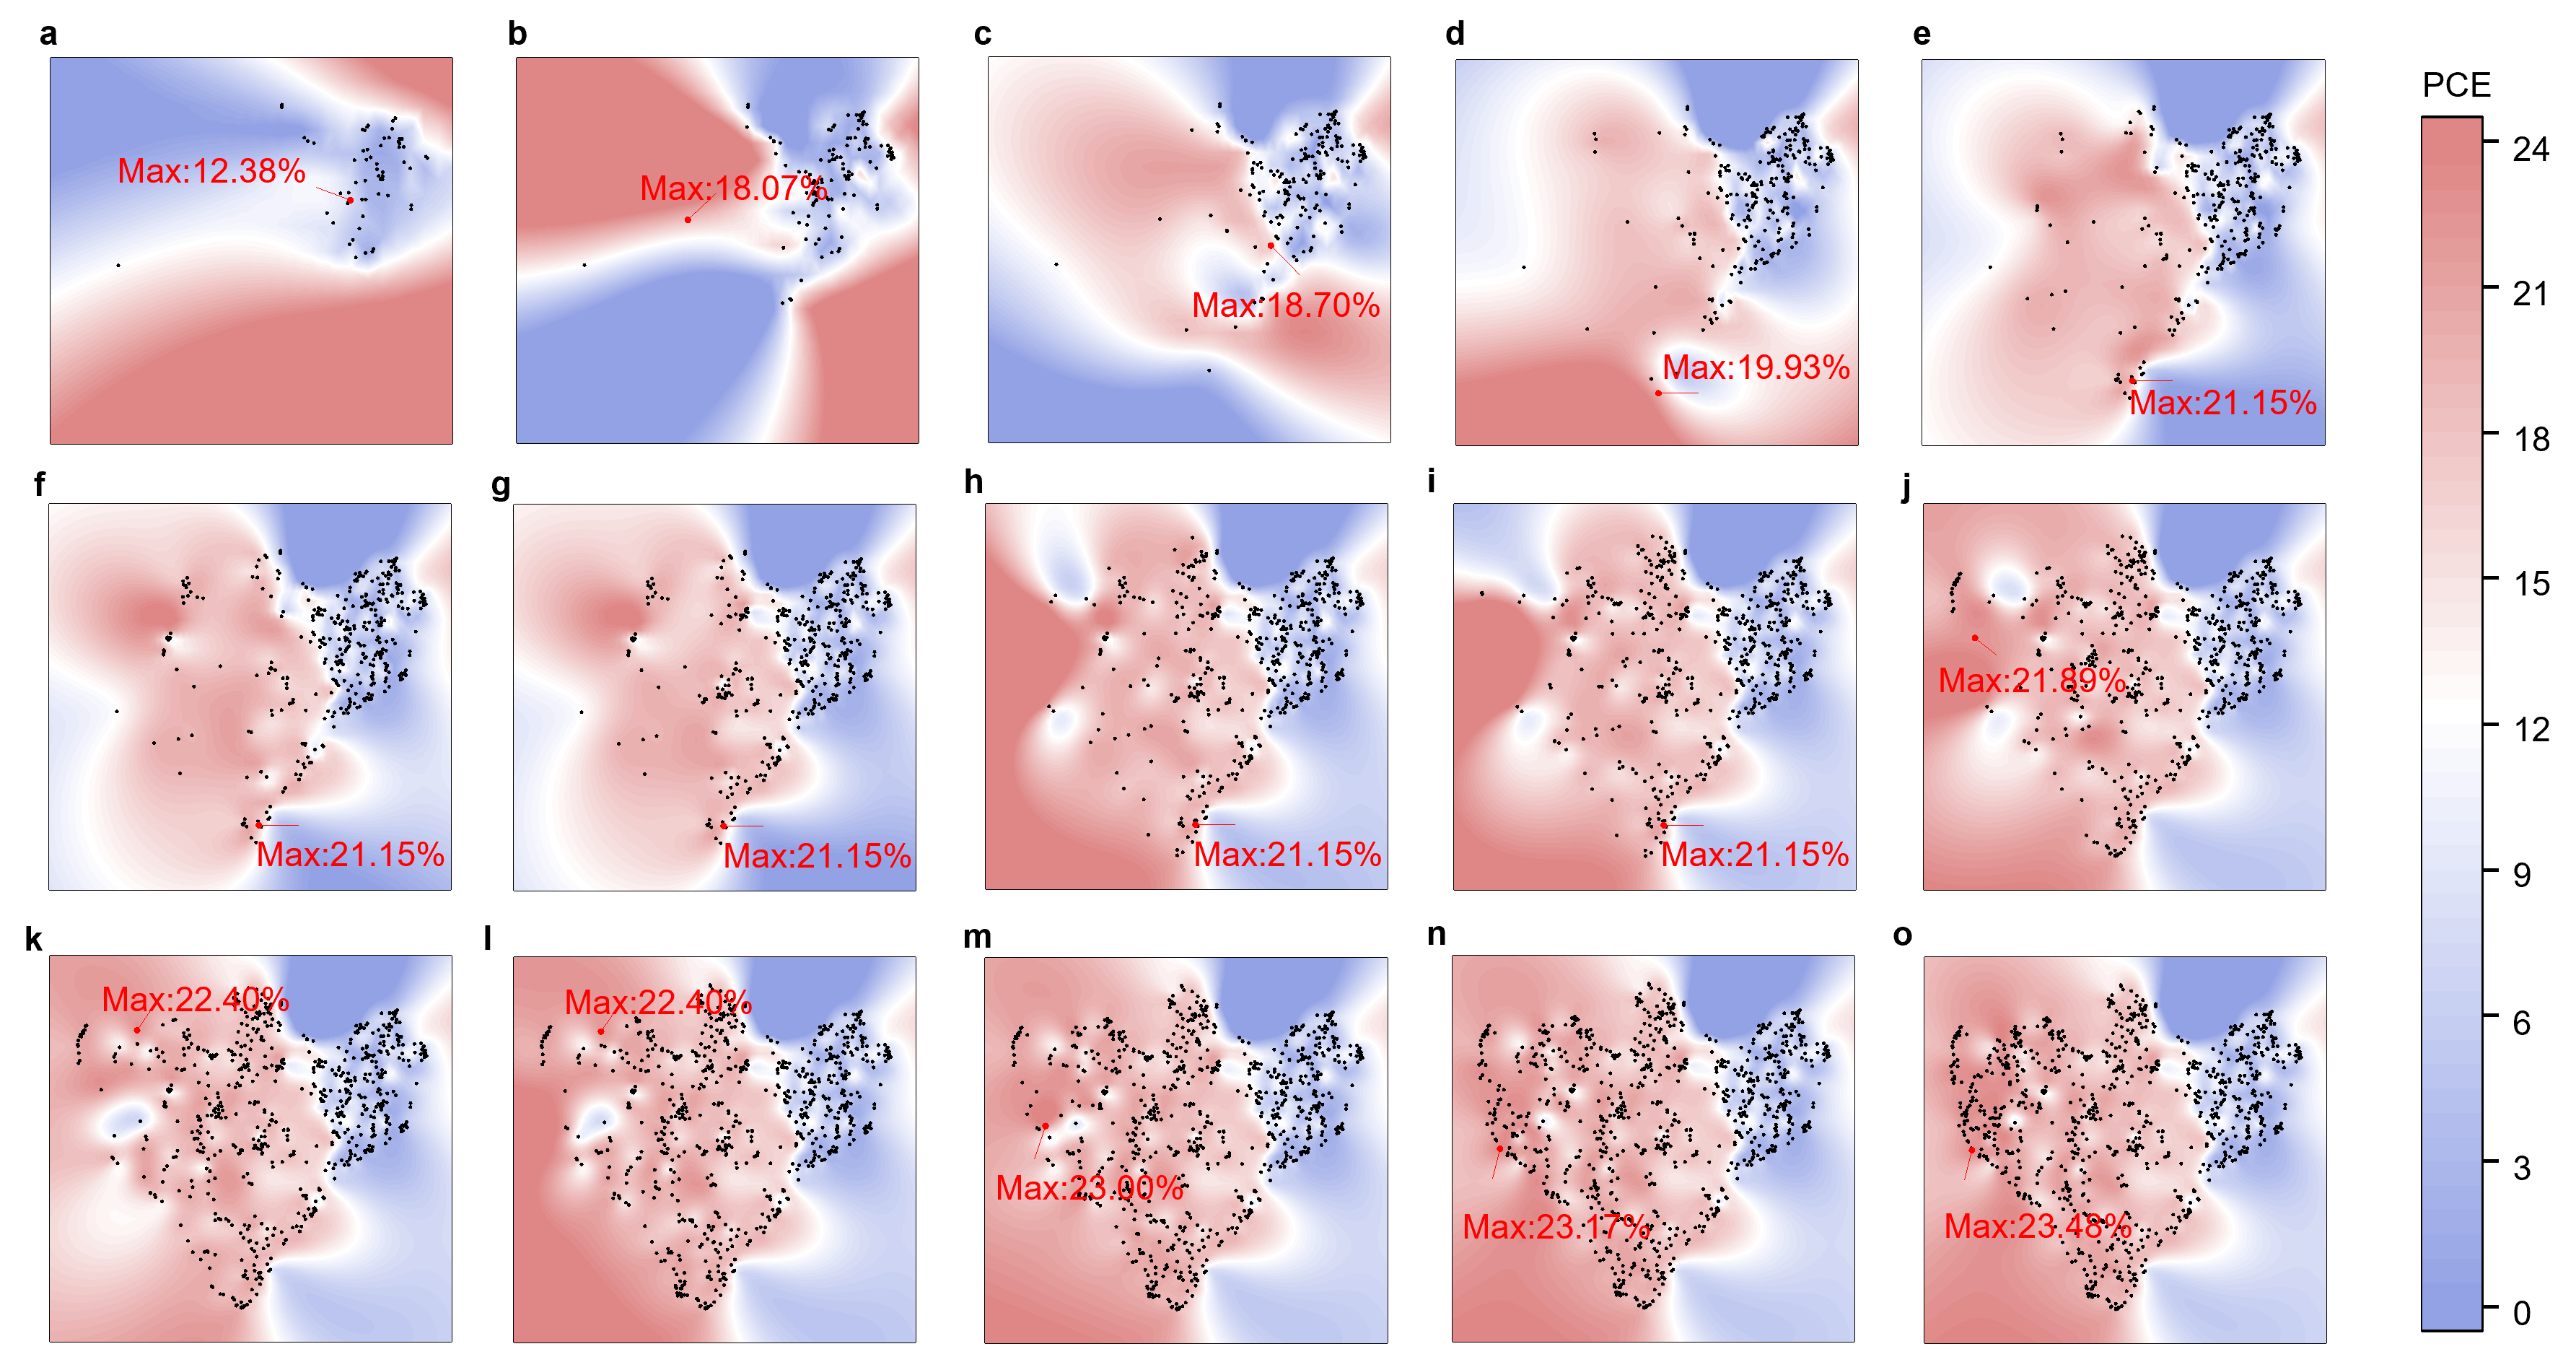 a
b
c
d
e
PCE
Max:12.38%
Max:18.07%
Max:18.70%
Max:19.93%
Max:21.15%
f
g
h
i
j
Max:21.15%
Max:21.15%
Max:21.15%
Max:21.15%
Max:21.89%
k
l
m
n
o
Max:22.40%
Max:22.40%
Max:23.00%
Max:23.17%
Max:23.48%
24
21
18
15
12
9
6
3
0